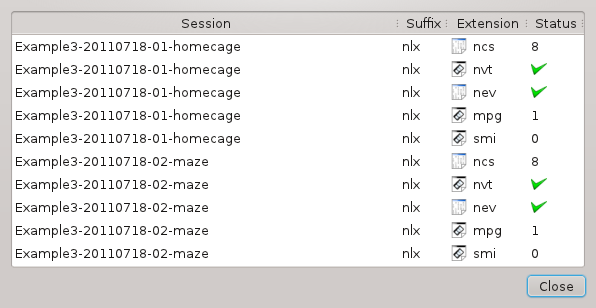 Session Suffix Extension Status
Example3-20110718-01-homecage nlx ncs 8
Example3-20110718-01-homecage nlx nvt
Example3-20110718-01-homecage nlx nev
Example3-20110718-01-homecage nlx mpg 1
Example3-20110718-01-homecage nlx smi 0
Example3-20110718-02-maze nlx ncs 8
Example3-20110718-02-maze nlx nvt
Example3-20110718-02-maze nlx nev
Example3-20110718-02-maze nlx mpg 1
Example3-20110718-02-maze nlx smi 0
Close